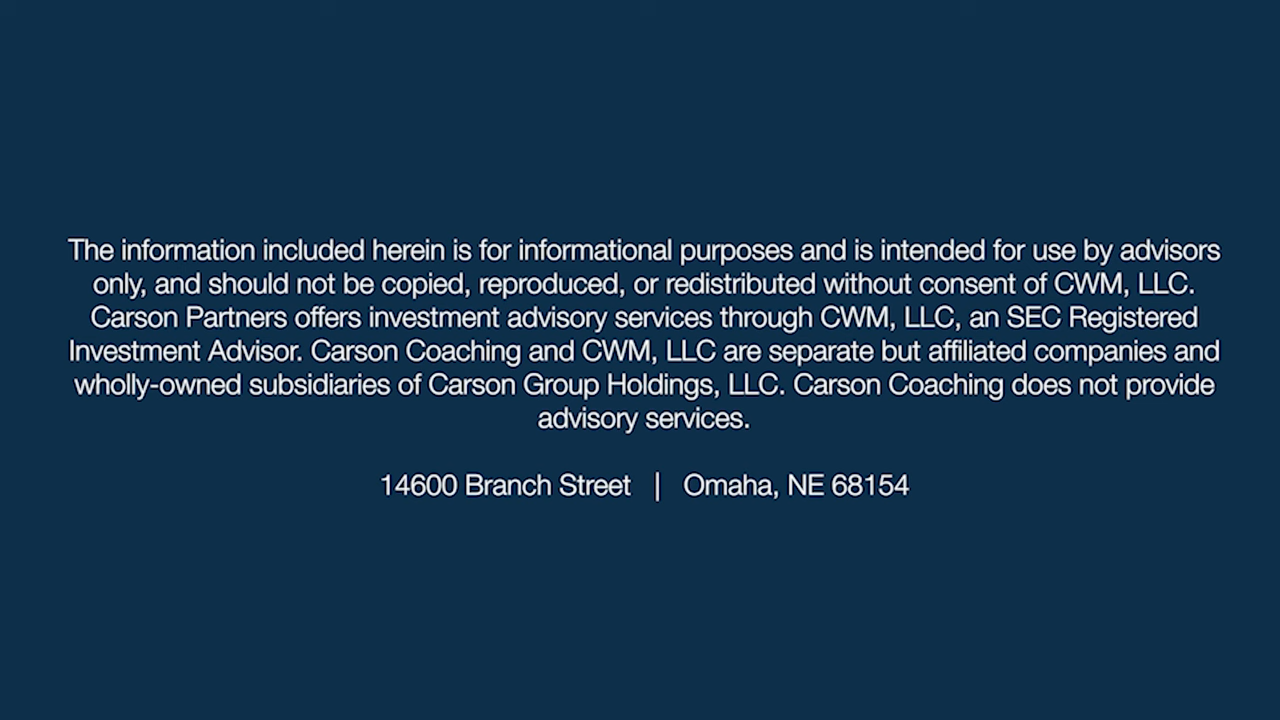 The information included herein is for informational purposes and is intended for use by advisors
only, and should not be copied, reproduced, or redistributed without consent of CWM, LLC.
Carson Partners offers investment advisory services through CWM, LLC, an SEC Registered
Investment Advisor. Carson Coaching and CWM, LLC are separate but affiliated companies and
wholly-owned subsidiaries of Carson Group Holdings, LLC. Carson Coaching does not provide
advisory services.
14600 Branch Street | Omaha, NE 68154